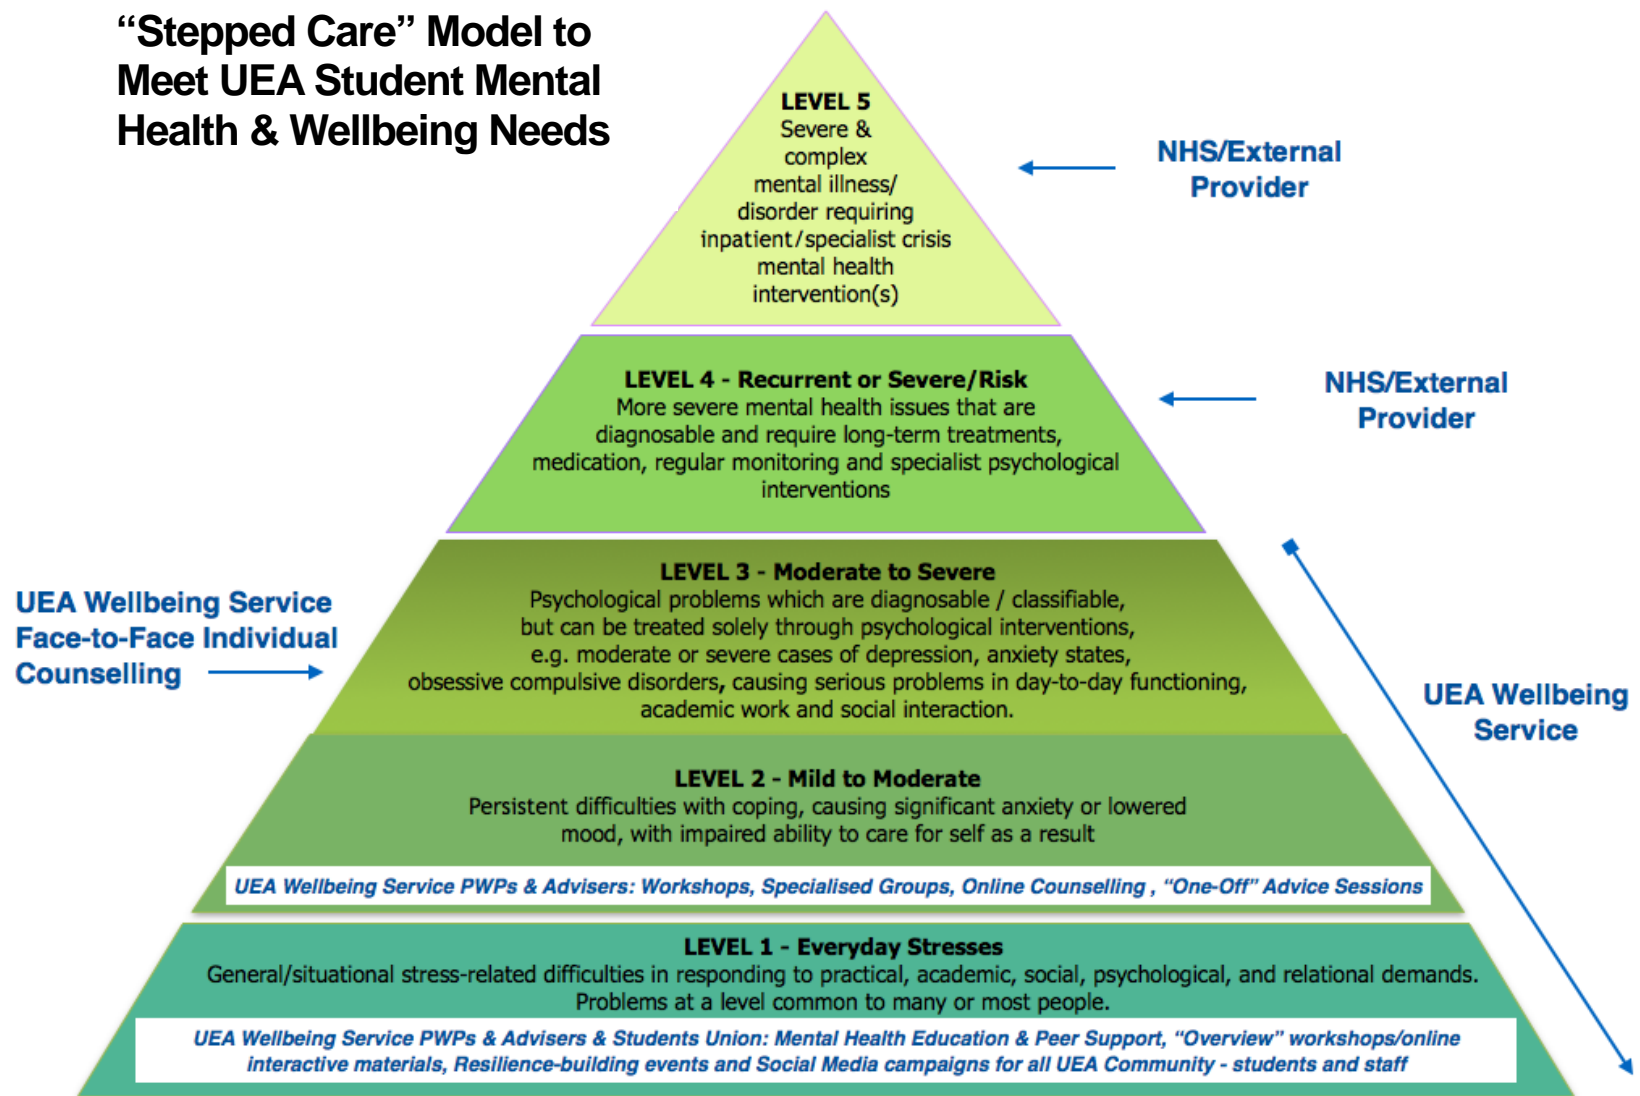 “Stepped Care” Model to
Meet UEA Student Mental
Health & Wellbeing Needs
LEVEL 5
Severe &
complex
mental illness/
disorder requiring
inpatient/specialist crisis
mental health
intervention(s)
NHS/External
Provider
LEVEL 4 - Recurrent or Severe/Risk
More severe mental health issues that are
diagnosable and require long-term treatments,
medication, regular monitoring and specialist psychological
interventions
NHS/External
Provider
LEVEL 3 - Moderate to Severe
Psychological problems which are diagnosable / classifiable,
but can be treated solely through psychological interventions,
e.g. moderate or severe cases of depression, anxiety states,
obsessive compulsive disorders, causing serious problems in day-to-day functioning,
academic work and social interaction.
UEA Wellbeing Service
Face-to-Face Individual
Counselling
UEA Wellbeing
Service
LEVEL 2 - Mild to Moderate
Persistent difficulties with coping, causing significant anxiety or lowered
mood, with impaired ability to care for self as a result
UEA Wellbeing Service PWPs & Advisers: Workshops, Specialised Groups, Online Counselling , “One-Off” Advice Sessions
LEVEL 1 - Everyday Stresses
General/situational stress-related difficulties in responding to practical, academic, social, psychological, and relational demands.
Problems at a level common to many or most people.
UEA Wellbeing Service PWPs & Advisers & Students Union: Mental Health Education & Peer Support, “Overview” workshops/online
interactive materials, Resilience-building events and Social Media campaigns for all UEA Community - students and staff